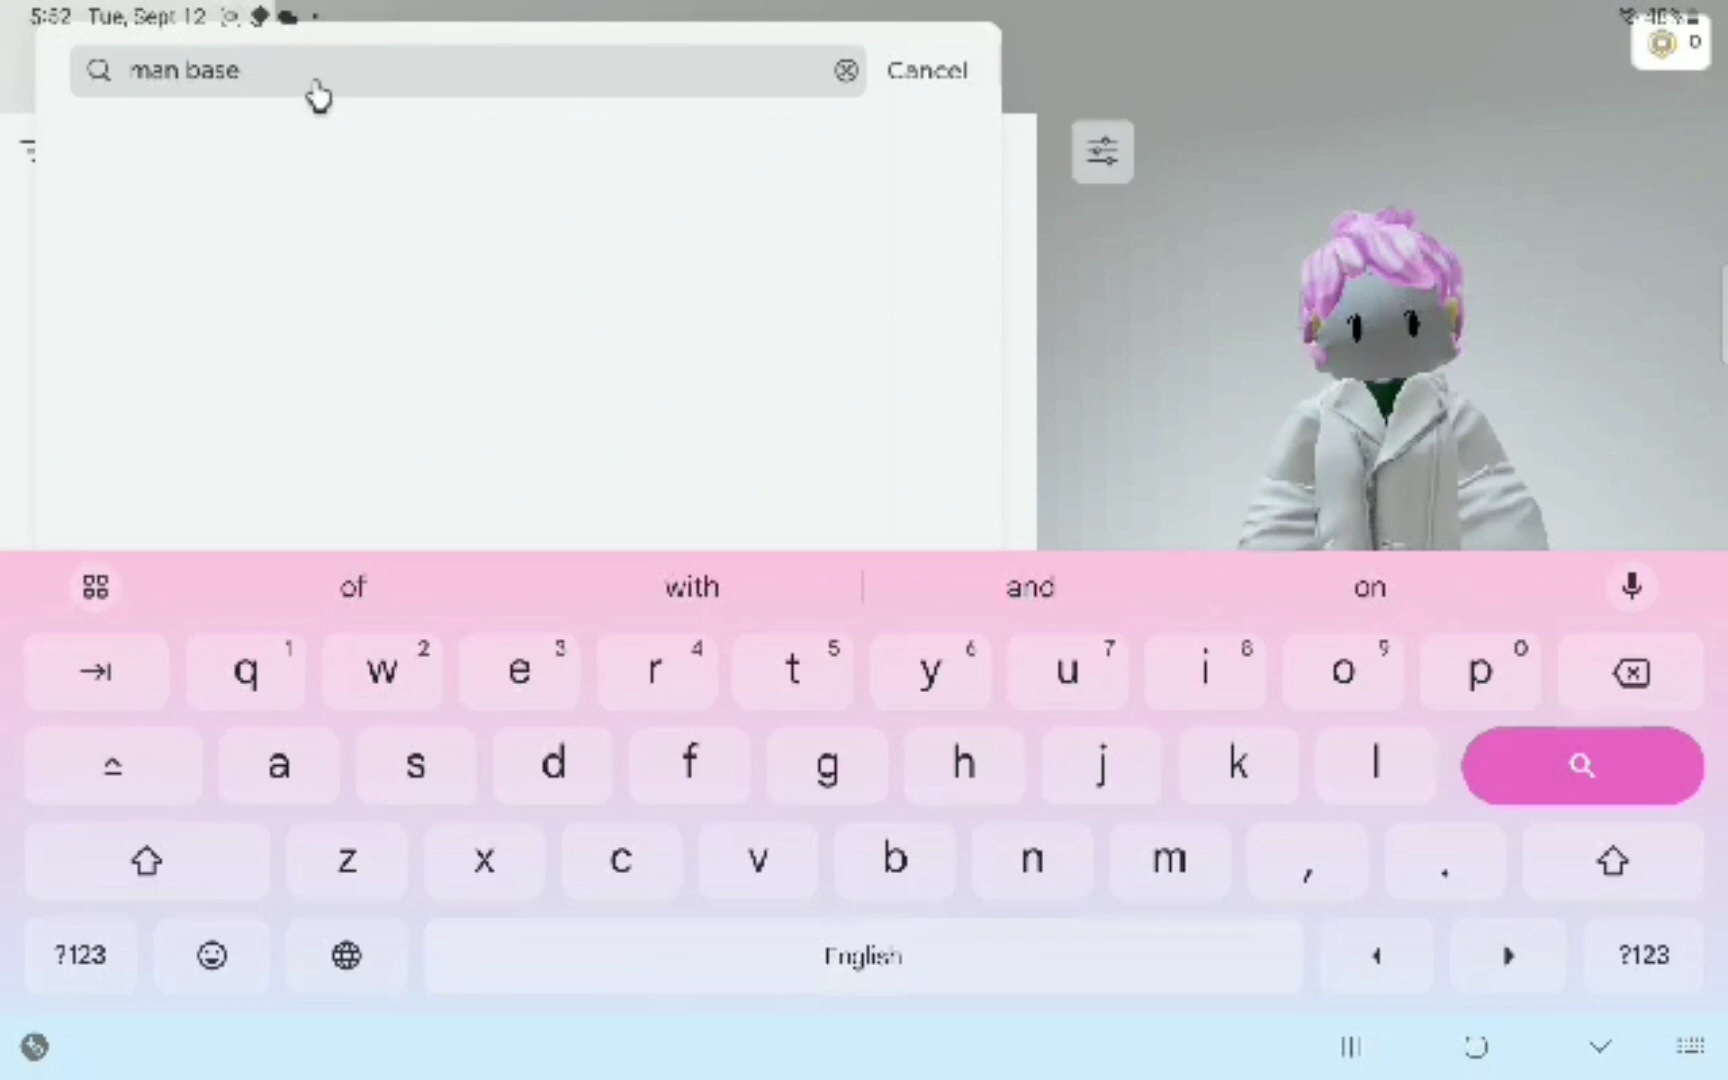 5:52 Tue, Sept 12
0
man base
Cancel
of with and on
q 1 w 2 e 3 r 4 t 5 y 6 u 7 i 8 o 9 p 0
a s d f g h j k l
z x c v b n m , .
?123 English ?123